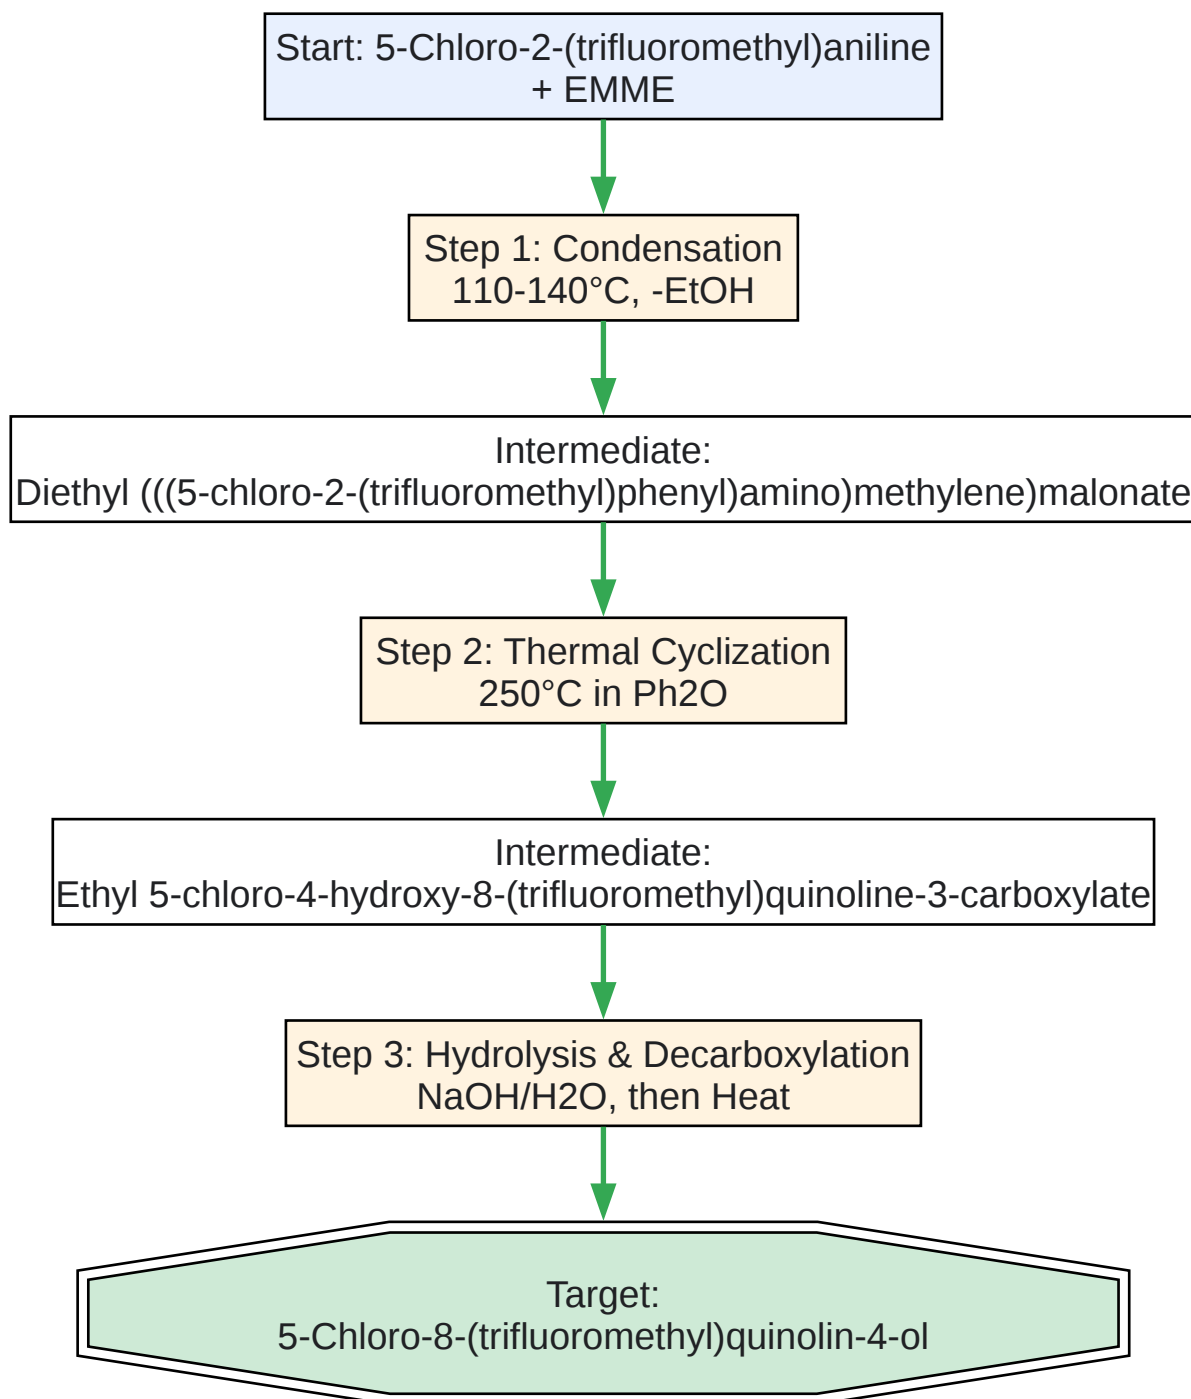 Start: 5-Chloro-2-(trifluoromethyl)aniline
+ EMME
Step 1: Condensation
110-140°C, -EtOH
Intermediate:
Diethyl (((5-chloro-2-(trifluoromethyl)phenyl)amino)methylene)malonate
Step 2: Thermal Cyclization
250°C in Ph2O
Intermediate:
Ethyl 5-chloro-4-hydroxy-8-(trifluoromethyl)quinoline-3-carboxylate
Step 3: Hydrolysis & Decarboxylation
NaOH/H2O, then Heat
Target:
5-Chloro-8-(trifluoromethyl)quinolin-4-ol